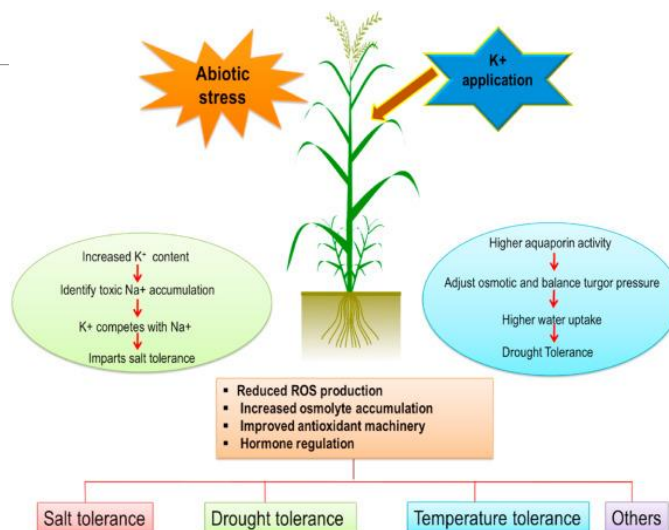 Abiotic
stress
K+
application
Increased K⁺ content
Identify toxic Na+ accumulation
K+ competes with Na+
Imparts salt tolerance
Higher aquaporin activity
Adjust osmotic and balance turgor pressure
Higher water uptake
Drought Tolerance
▪ Reduced ROS production
▪ Increased osmolyte accumulation
▪ Improved antioxidant machinery
▪ Hormone regulation
Salt tolerance
Drought tolerance
Temperature tolerance
Others